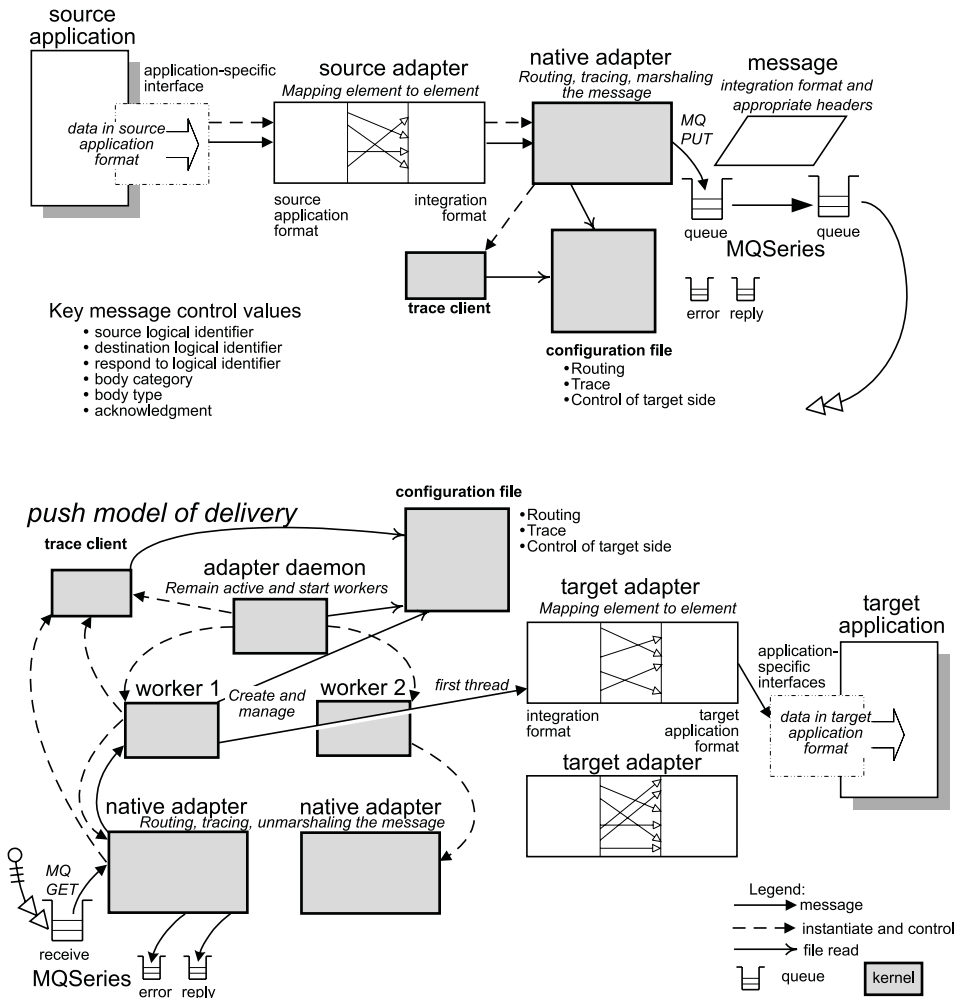 source
application
application-specific
interface
data in source
application
format
source adapter
Mapping element to element
source
application
format
integration
format
native adapter
Routing, tracing, marshaling
the message
MQ
PUT
message
integration format and
appropriate headers
queue
queue
MQSeries
error
reply
trace client
configuration file
•Routing
•Trace
•Control of target side
Key message control values
• source logical identifier
• destination logical identifier
• respond to logical identifier
• body category
• body type
• acknowledgment
push model of delivery
trace client
configuration file
•Routing
•Trace
•Control of target side
adapter daemon
Remain active and start workers
worker 1
Create and
manage
worker 2
first thread
target adapter
Mapping element to element
integration
format
target
application
format
target adapter
application-
specific
interfaces
target
application
data in target
application
format
native adapter
native adapter
Routing, tracing, unmarshaling the message
MQ
GET
receive
MQSeries
error
reply
Legend:
message
instantiate and control
file read
queue
kernel